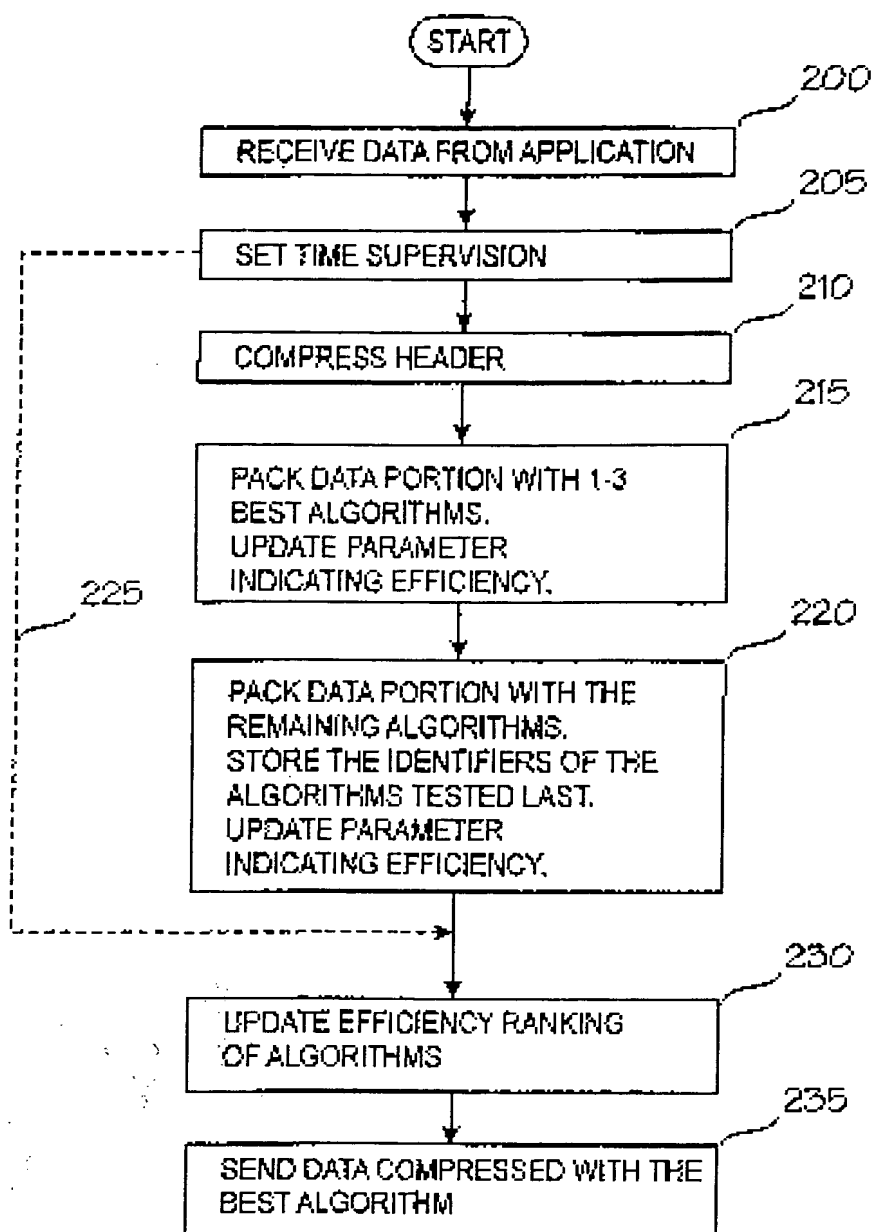 START
200
RECEIVE DATA FROM APPLICATION
205
SET TIME SUPERVISION
210
COMPRESS HEADER
215
PACK DATA PORTION WITH 1-3
BEST ALGORITHMS.
UPDATE PARAMETER
INDICATING EFFICIENCY.
225
220
PACK DATA PORTION WITH THE
REMAINING ALGORITHMS.
STORE THE IDENTIFIERS OF THE
ALGORITHMS TESTED LAST.
UPDATE PARAMETER
INDICATING EFFICIENCY.
230
UPDATE EFFICIENCY RANKING
OF ALGORITHMS
235
SEND DATA COMPRESSED WITH THE
BEST ALGORITHM